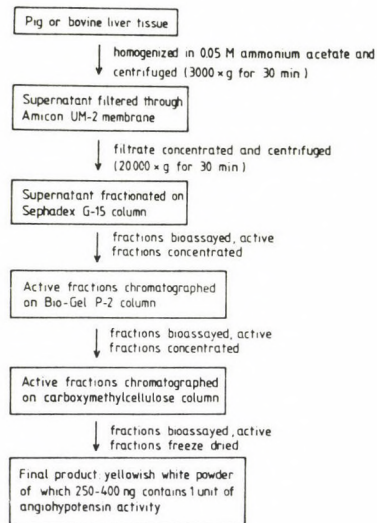 Pig or bovine liver tissue
homogenized in 0.05 M ammonium acetate and
centrifuged (3000 × g for 30 min)
Supernatant filtered through
Amicon UM-2 membrane
filtrate concentrated and centrifuged
(20000 × g for 30 min)
Supernatant fractionated on
Sephadex G-15 column
fractions bioassayed, active
fractions concentrated
Active fractions chromatographed
on Bio-Gel P-2 column
fractions bioassayed, active
fractions concentrated
Active fractions chromatographed
on carboxymethylcellulose column
fractions bioassayed, active
fractions freeze dried
Final product: yellowish white powder
of which 250-400 ng contains 1 unit of
angiohypotensin activity